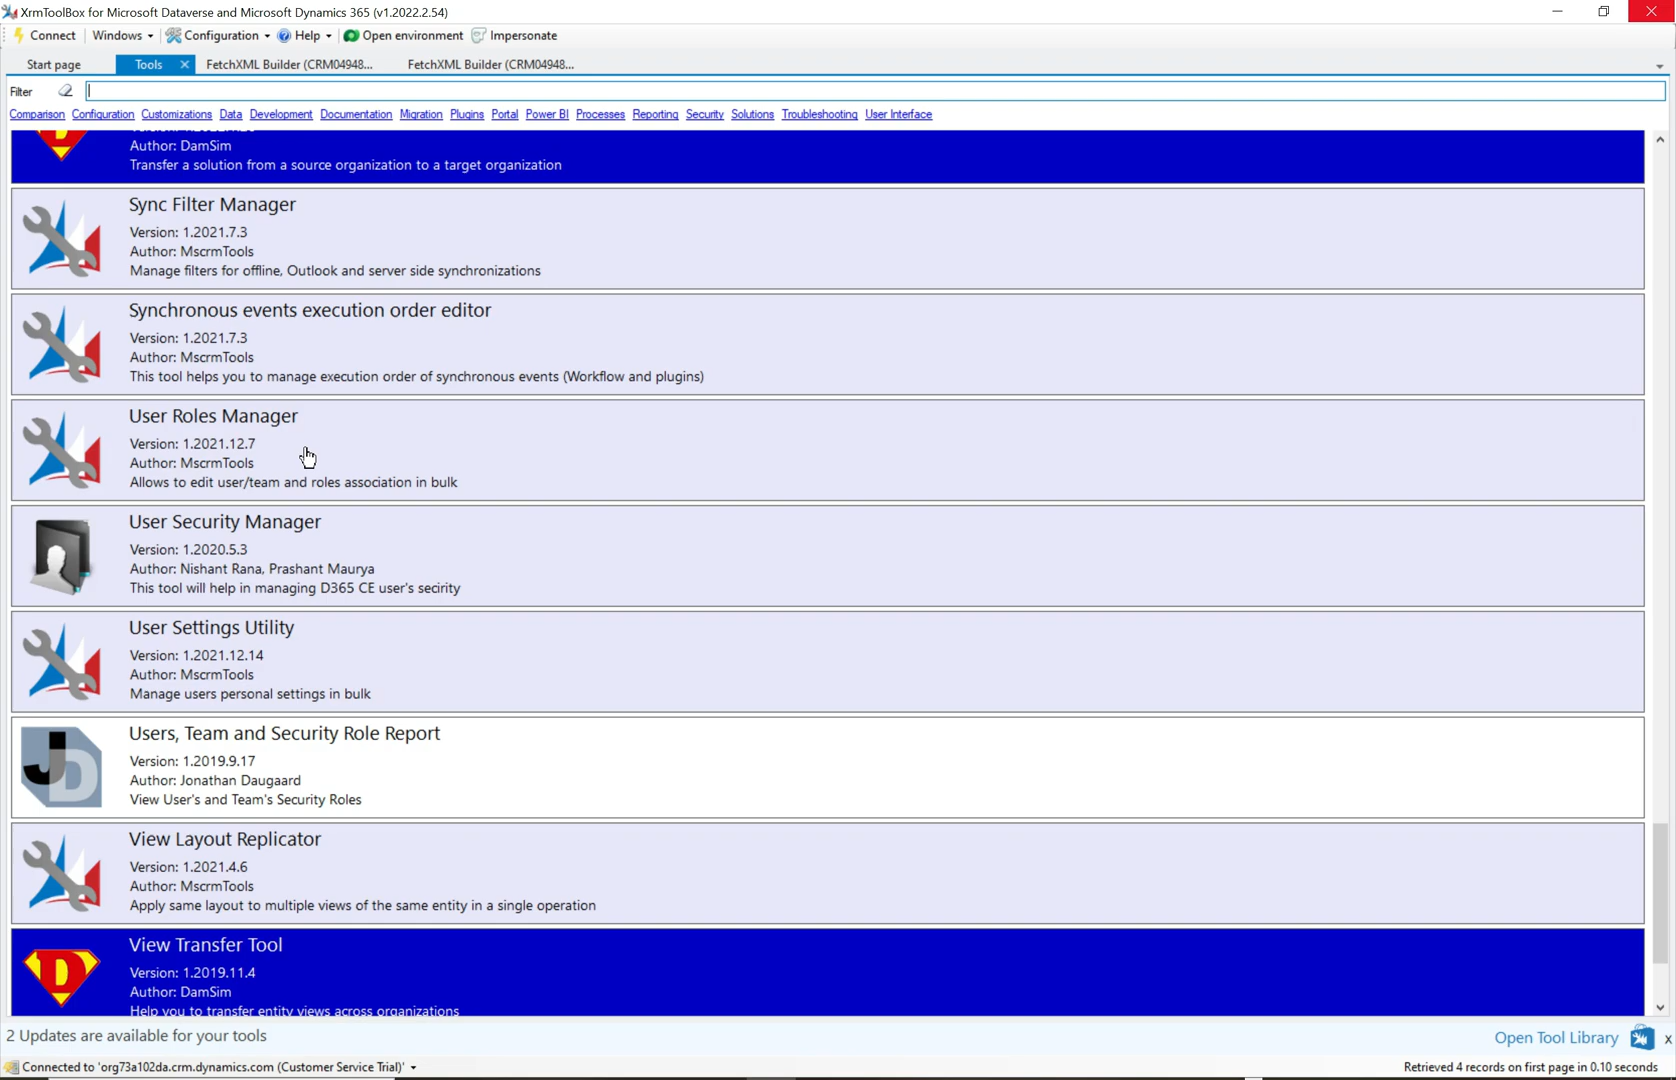 XrmToolBox for Microsoft Dataverse and Microsoft Dynamics 365 (v1.2022.2.54)
Connect Windows Configuration Help Open environment Impersonate
Start page Tools FetchXML Builder (CRM04948... FetchXML Builder (CRM04948...
Filter
Comparison Configuration Customizations Data Development Documentation Migration Plugins Portal Power BI Processes Reporting Security Solutions Troubleshooting User Interface
Author: DamSim
Transfer a solution from a source organization to a target organization
Sync Filter Manager
Version: 1.2021.7.3
Author: MscrmTools
Manage filters for offline, Outlook and server side synchronizations
Synchronous events execution order editor
Version: 1.2021.7.3
Author: MscrmTools
This tool helps you to manage execution order of synchronous events (Workflow and plugins)
User Roles Manager
Version: 1.2021.12.7
Author: MscrmTools
Allows to edit user/team and roles association in bulk
User Security Manager
Version: 1.2020.5.3
Author: Nishant Rana, Prashant Maurya
This tool will help in managing D365 CE user's secirity
User Settings Utility
Version: 1.2021.12.14
Author: MscrmTools
Manage users personal settings in bulk
JD
Users, Team and Security Role Report
Version: 1.2019.9.17
Author: Jonathan Daugaard
View User's and Team's Security Roles
View Layout Replicator
Version: 1.2021.4.6
Author: MscrmTools
Apply same layout to multiple views of the same entity in a single operation
D
View Transfer Tool
Version: 1.2019.11.4
Author: DamSim
Help you to transfer entity views across organizations
2 Updates are available for your tools
Open Tool Library
Connected to 'org73a102da.crm.dynamics.com (Customer Service Trial)'
Retrieved 4 records on first page in 0.10 seconds